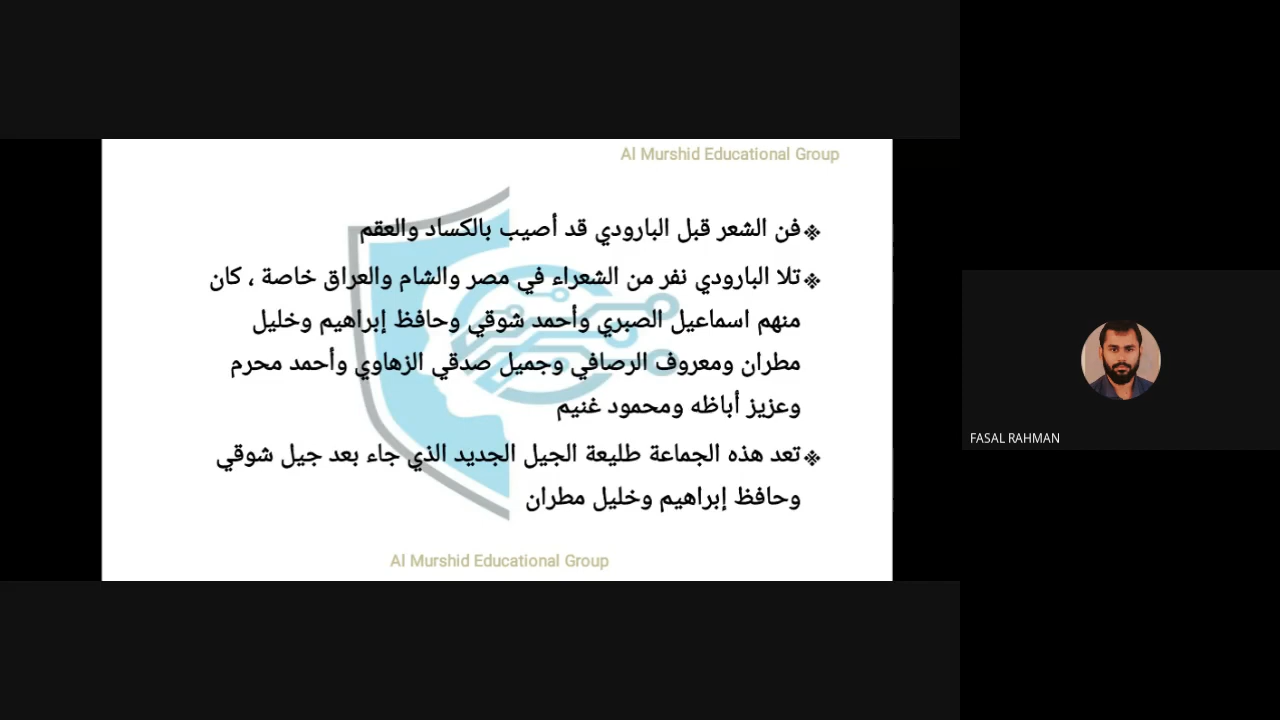 Al Murshid Educational Group
❖فن الشعر قبل البارودي قد أصيب بالكساد والعقم
❖تلا البارودي نفر من الشعراء في مصر والشام والعراق خاصة ، كان
منهم اسماعيل الصبري وأحمد شوقي وحافظ إبراهيم وخليل
مطران ومعروف الرصافي وجميل صدقي الزهاوي وأحمد محرم
وعزيز أباظه ومحمود غنيم
❖تعد هذه الجماعة طليعة الجيل الجديد الذي جاء بعد جيل شوقي
وحافظ إبراهيم وخليل مطران
Al Murshid Educational Group
FASAL RAHMAN